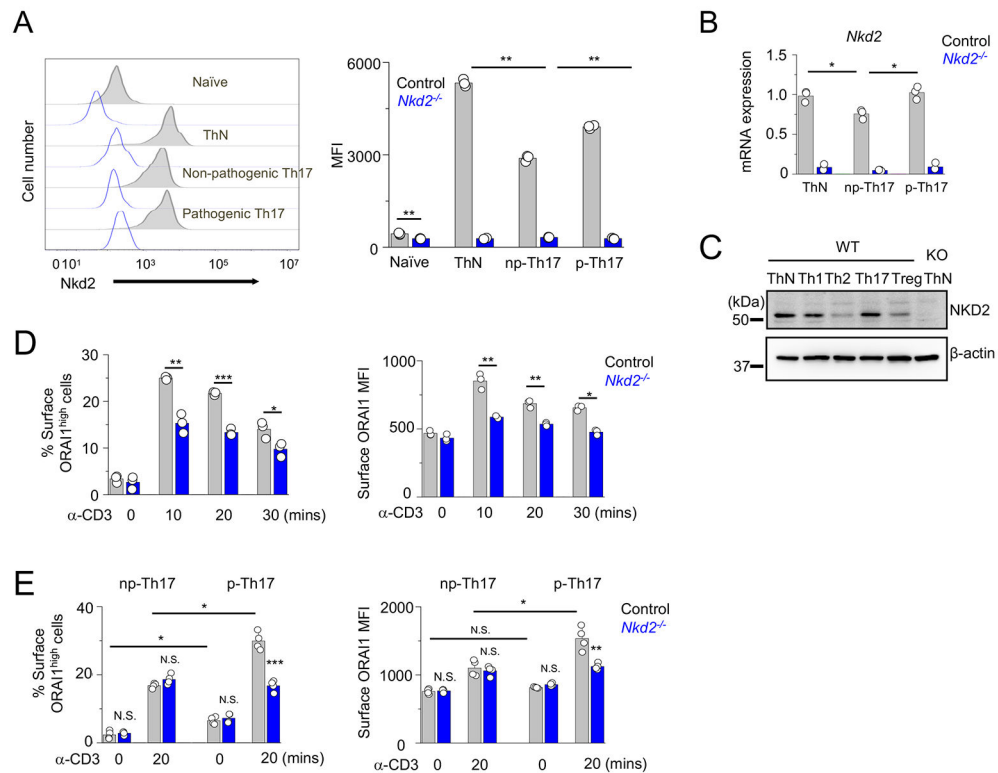 A
Naïve
ThN
Non-pathogenic Th17
Pathogenic Th17
Cell number
0 10¹ 10³ 10⁵ 10⁷
Nkd2
6000
3000
0
MFI
Control
Nkd2-/-
**
**
**
Naïve ThN np-Th17 p-Th17
B
Nkd2
Control
Nkd2-/-
mRNA expression
1.5
1.0
0.5
0
*
*
ThN np-Th17 p-Th17
C
WT KO
ThN Th1 Th2 Th17 Treg ThN
(kDa)
50
NKD2
37
β-actin
D
% Surface
ORAI1high cells
30
20
10
0
**
***
*
α-CD3 0 10 20 30 (mins)
Surface ORAI1 MFI
1000
500
0
**
**
*
α-CD3 0 10 20 30 (mins)
Control
Nkd2-/-
E
np-Th17 p-Th17
% Surface
ORAI1high cells
40
20
0
*
*
N.S.
N.S.
N.S.
***
α-CD3 0 20 0 20 (mins)
np-Th17 p-Th17
Surface ORAI1 MFI
2000
1500
1000
500
0
*
N.S.
N.S.
N.S.
N.S.
**
α-CD3 0 20 0 20 (mins)
Control
Nkd2-/-